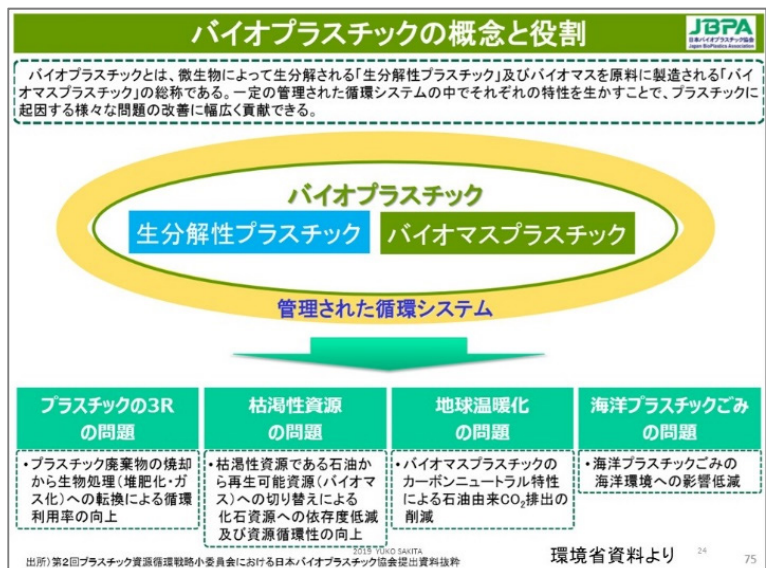 バイオプラスチックの概念と役割
JBPA
日本バイオプラスチック協会
Japan BioPlastics Association
バイオプラスチックとは、微生物によって生分解される「生分解性プラスチック」及びバイオマスを原料に製造される「バイ
オマスプラスチック」の総称である。一定の管理された循環システムの中でそれぞれの特性を生かすことで、プラスチックに
起因する様々な問題の改善に幅広く貢献できる。
バイオプラスチック
生分解性プラスチック
バイオマスプラスチック
管理された循環システム
プラスチックの3R
の問題
・プラスチック廃棄物の焼却
から生物処理(堆肥化・ガ
ス化)への転換による循環
利用率の向上
枯渇性資源
の問題
・枯渇性資源である石油か
ら再生可能資源(バイオ
マス)への切り替えによる
化石資源への依存度低減
及び資源循環性の向上
地球温暖化
の問題
・バイオマスプラスチックの
カーボンニュートラル特性
による石油由来CO₂排出の
削減
海洋プラスチックごみ
の問題
・海洋プラスチックごみの
海洋環境への影響低減
2019 YUKO SAKITA
出所)第2回プラスチック資源循環戦略小委員会における日本バイオプラスチック協会提出資料抜粋
環境省資料より
24
75